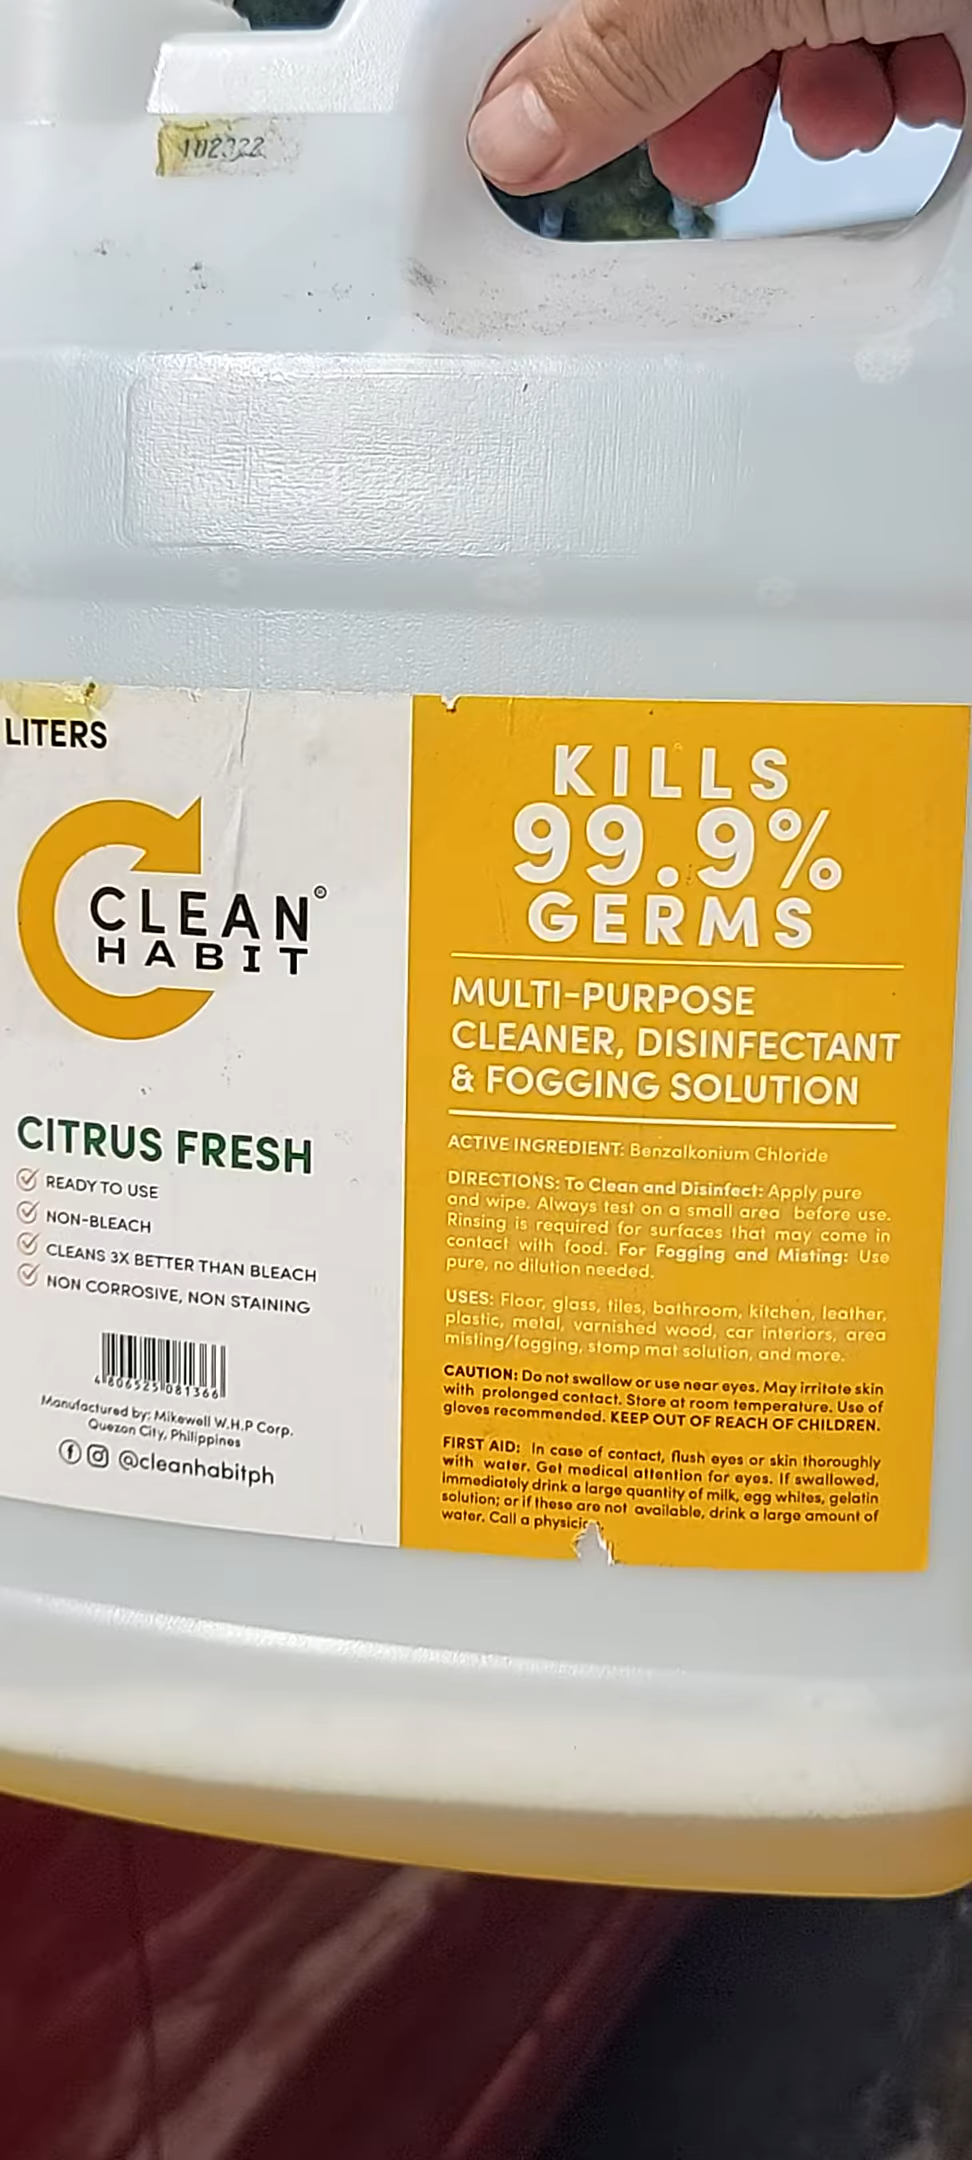 102322
LITERS
CLEAN
HABIT
CITRUS FRESH
READY TO USE
NON-BLEACH
CLEANS 3X BETTER THAN BLEACH
NON CORROSIVE, NON STAINING
4 806525 081366
Manufactured by: Mikewell W.H.P Corp.
Quezon City, Philippines
@cleanhabitph
KILLS
99.9%
GERMS
MULTI-PURPOSE
CLEANER, DISINFECTANT
& FOGGING SOLUTION
ACTIVE INGREDIENT: Benzalkonium Chloride
DIRECTIONS: To Clean and Disinfect: Apply pure
and wipe. Always test on a small area before use.
Rinsing is required for surfaces that may come in
contact with food. For Fogging and Misting: Use
pure, no dilution needed.
USES: Floor, glass, tiles, bathroom, kitchen, leather,
plastic, metal, varnished wood, car interiors, area
misting/fogging, stomp mat solution, and more.
CAUTION: Do not swallow or use near eyes. May irritate skin
with prolonged contact. Store at room temperature. Use of
gloves recommended. KEEP OUT OF REACH OF CHILDREN.
FIRST AID: In case of contact, flush eyes or skin thoroughly
with water. Get medical attention for eyes. If swallowed,
immediately drink a large quantity of milk, egg whites, gelatin
solution; or if these are not available, drink a large amount of
water. Call a